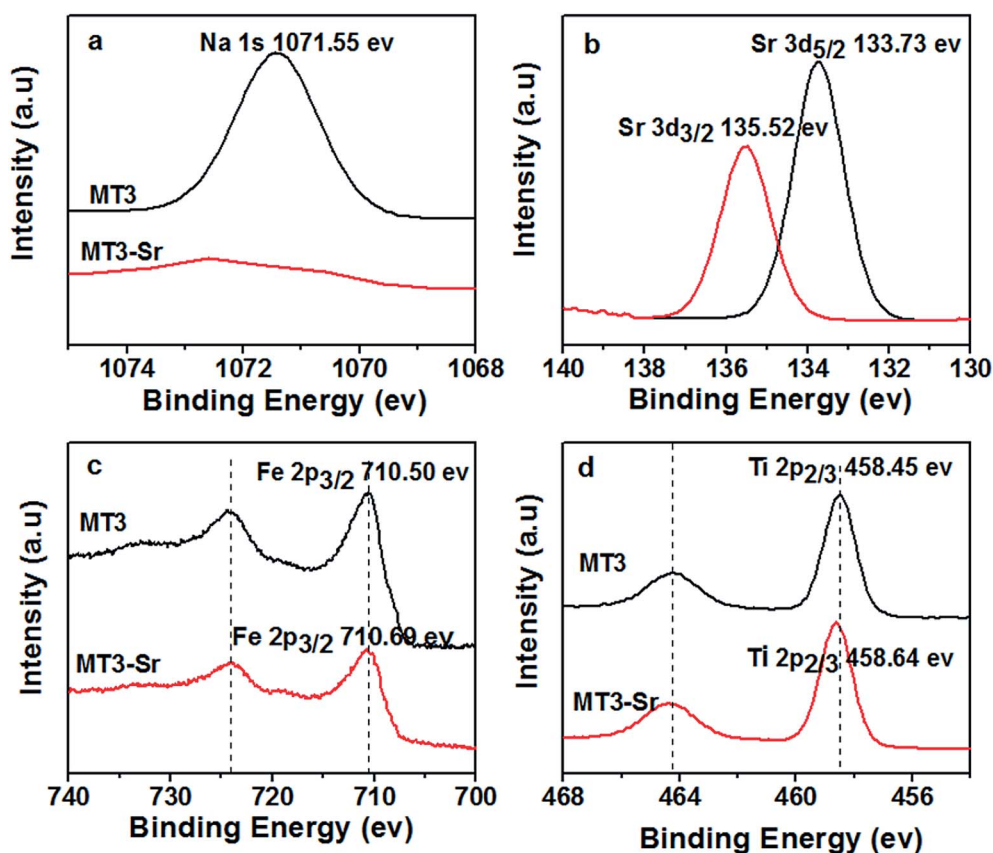 a
Na 1s 1071.55 ev
MT3
MT3-Sr
Intensity (a.u)
1074 1072 1070 1068
Binding Energy (ev)
b
Sr 3d5/2 133.73 ev
Sr 3d3/2 135.52 ev
Intensity (a.u)
140 138 136 134 132 130
Binding Energy (ev)
c
Fe 2p3/2 710.50 ev
MT3
Fe 2p3/2 710.69 ev
MT3-Sr
Intensity (a.u)
740 730 720 710 700
Binding Energy (ev)
d
Ti 2p2/3 458.45 ev
MT3
Ti 2p2/3 458.64 ev
MT3-Sr
Intensity (a.u)
468 464 460 456
Binding Energy (ev)